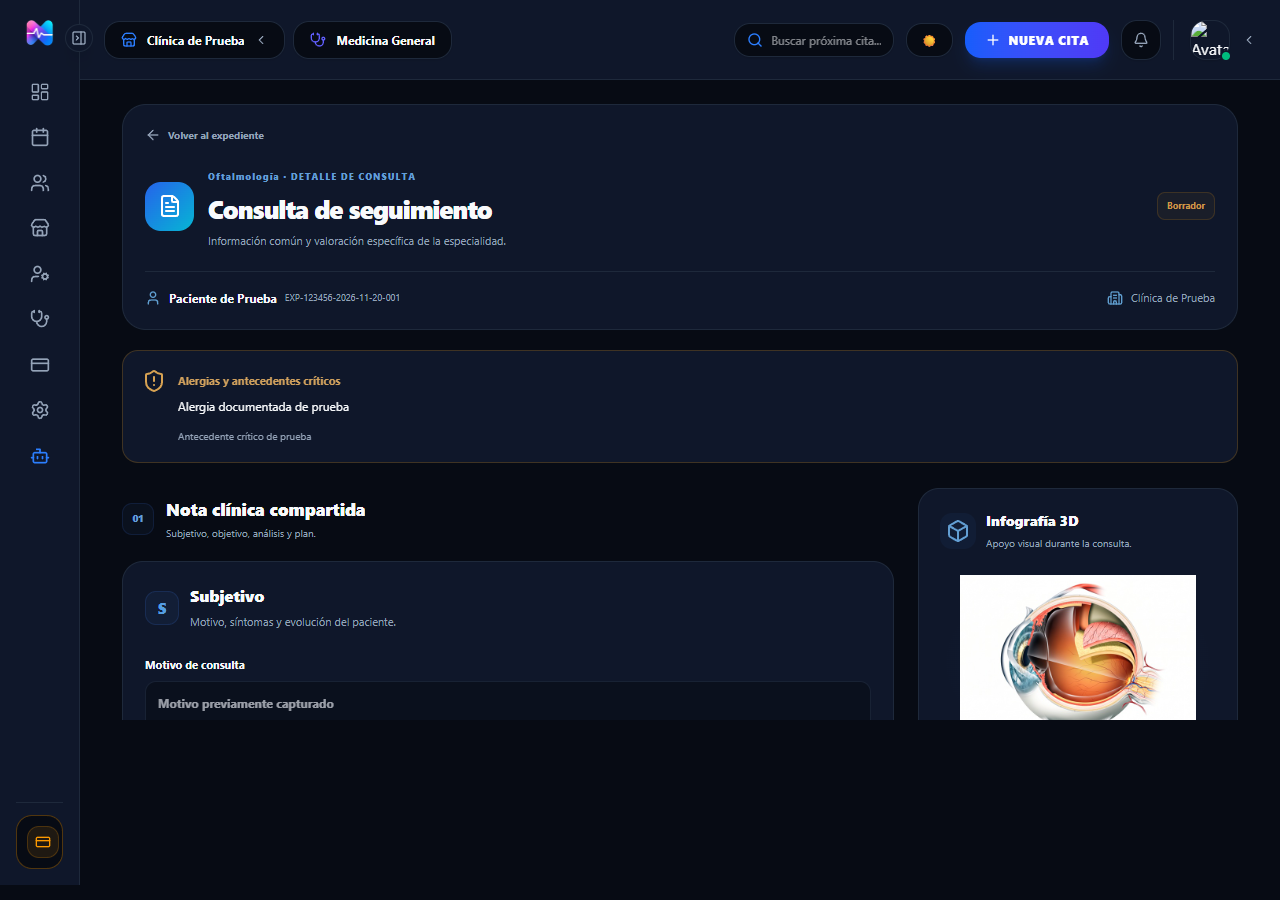 Clínica de Prueba
Medicina General
Buscar próxima cita...
NUEVA CITA
Avata
Volver al expediente
Oftalmología • DETALLE DE CONSULTA
Consulta de seguimiento
Borrador
Información común y valoración específica de la especialidad.
Paciente de Prueba EXP-123456-2026-11-20-001
Clínica de Prueba
Alergias y antecedentes críticos
Alergia documentada de prueba
Antecedente crítico de prueba
01
Nota clínica compartida
Subjetivo, objetivo, análisis y plan.
S
Subjetivo
Motivo, síntomas y evolución del paciente.
Motivo de consulta
Motivo previamente capturado
Infografía 3D
Apoyo visual durante la consulta.